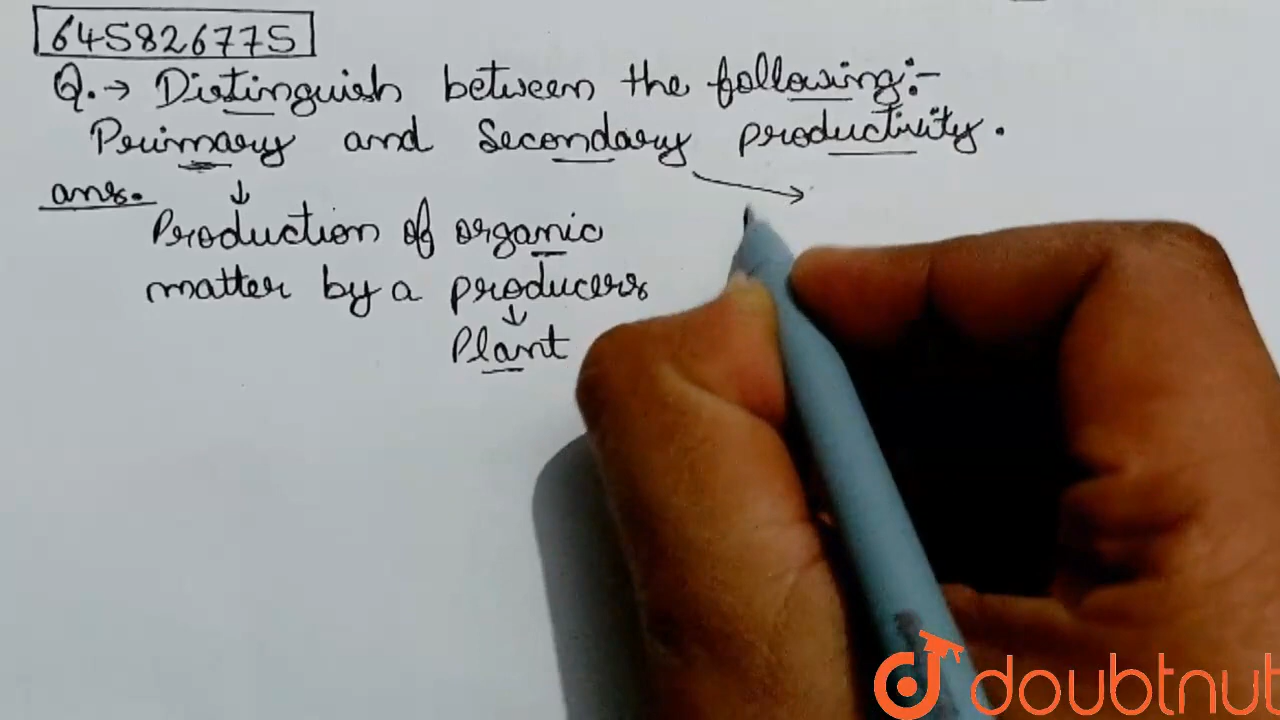 645826775
Q.→ Distinguish between the following:-
Primary and Secondary productivity.
ans.
Production of organic
matter by a producers
↓
Plant
doubtnut